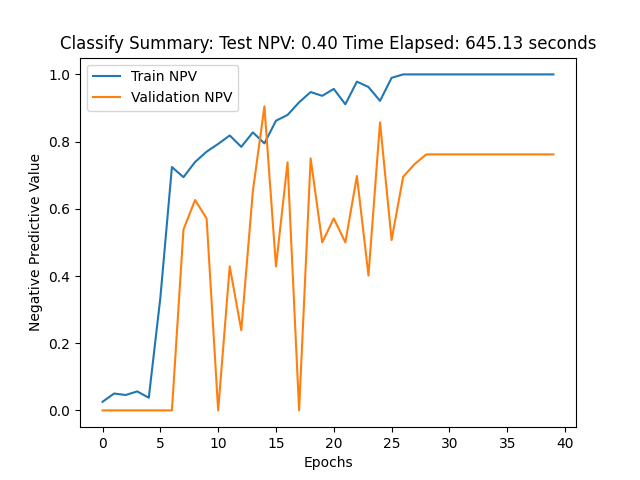 Classify Summary: Test NPV: 0.40 Time Elapsed: 645.13 seconds
Train NPV
Validation NPV
Negative Predictive Value
1.0
0.8
0.6
0.4
0.2
0.0
0 5 10 15 20 25 30 35 40
Epochs